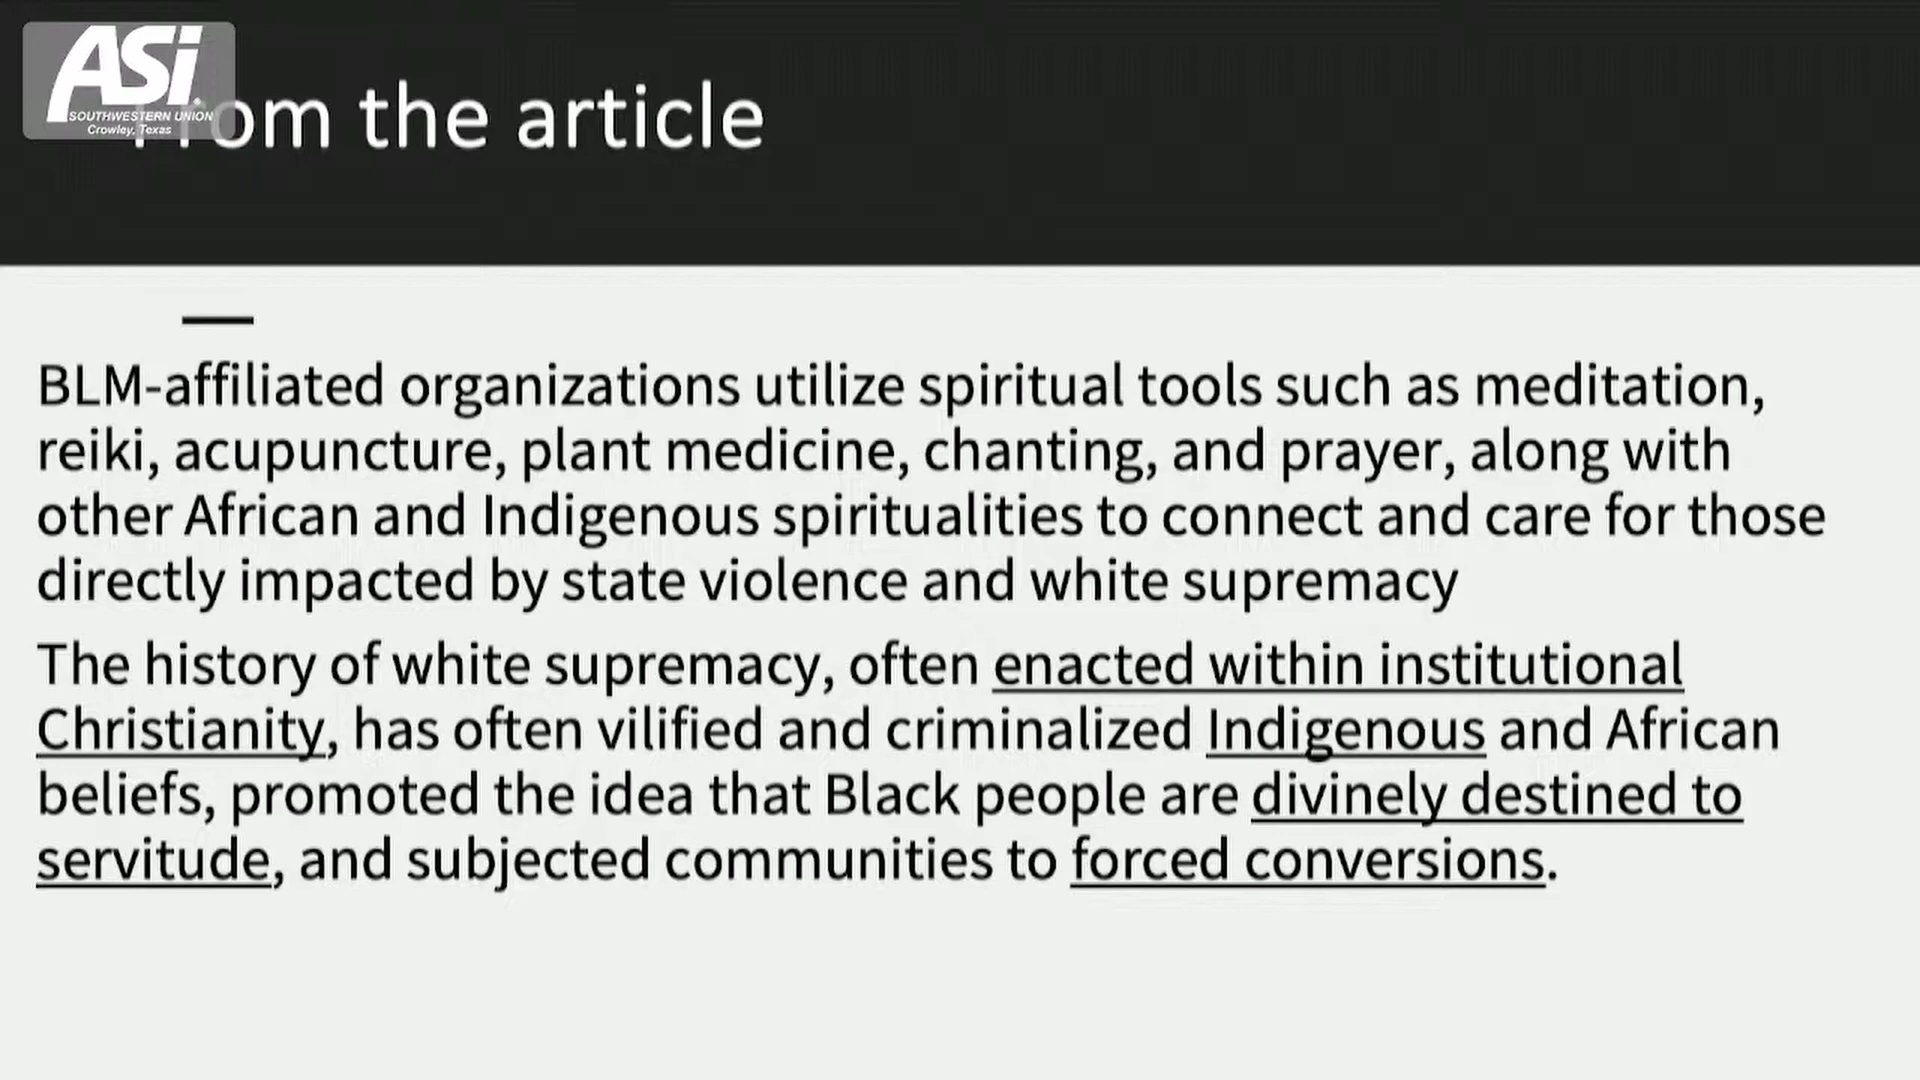 ASi
SOUTHWESTERN UNION
Crowley, Texas
From the article
BLM-affiliated organizations utilize spiritual tools such as meditation,
reiki, acupuncture, plant medicine, chanting, and prayer, along with
other African and Indigenous spiritualities to connect and care for those
directly impacted by state violence and white supremacy
The history of white supremacy, often enacted within institutional
Christianity, has often vilified and criminalized Indigenous and African
beliefs, promoted the idea that Black people are divinely destined to
servitude, and subjected communities to forced conversions.